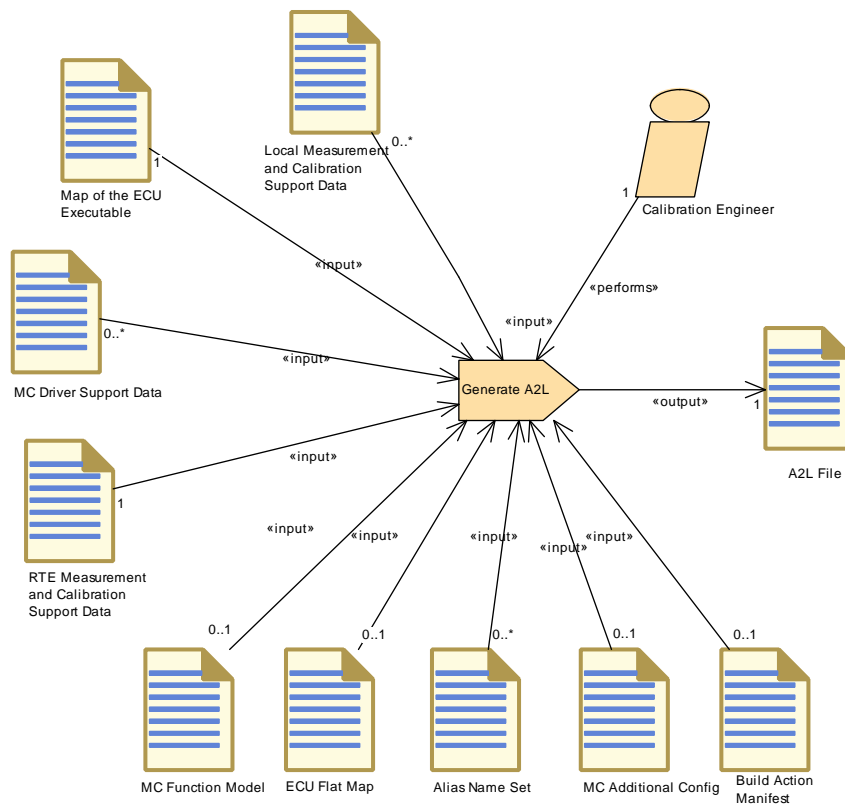 0..*
Local Measurement
and Calibration
Support Data
1
Map of the ECU
Executable
1
Calibration Engineer
«input»
«performs»
0..*
MC Driver Support Data
«input»
«input»
Generate A2L
«output»
1
A2L File
«input»
1
RTE Measurement
and Calibration
Support Data
«input»
«input»
«input»
«input»
«input»
0..1
0..1
0..*
0..1
0..1
MC Function Model
ECU Flat Map
Alias Name Set
MC Additional Config
Build Action
Manifest